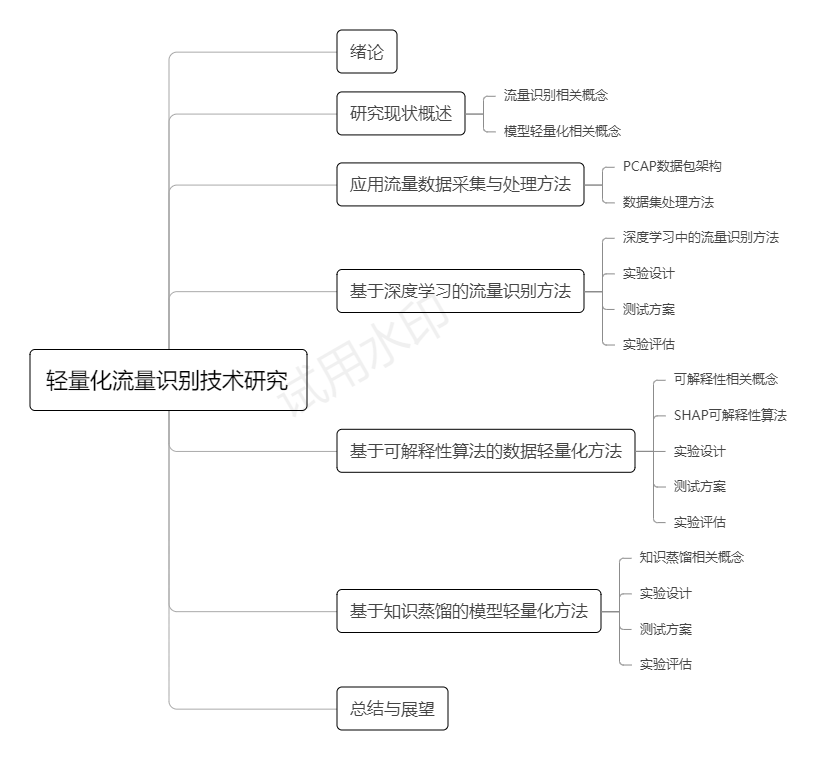 绪论
研究现状概述
流量识别相关概念
模型轻量化相关概念
应用流量数据采集与处理方法
PCAP数据包架构
数据集处理方法
基于深度学习的流量识别方法
深度学习中的流量识别方法
实验设计
测试方案
实验评估
轻量化流量识别技术研究
试用水印
基于可解释性算法的数据轻量化方法
可解释性相关概念
SHAP可解释性算法
实验设计
测试方案
实验评估
基于知识蒸馏的模型轻量化方法
知识蒸馏相关概念
实验设计
测试方案
实验评估
总结与展望